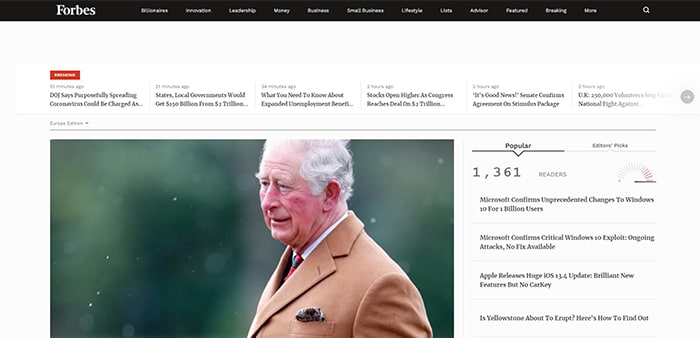 Forbes
Billionaires Innovation Leadership Money Business Small Business Lifestyle Lists Advisor Featured Breaking More
BREAKING
10 minutes ago
DOJ Says Purposefully Spreading
Coronavirus Could Be Charged As...
21 minutes ago
States, Local Governments Would
Get $150 Billion From $2 Trillion...
34 minutes ago
What You Need To Know About
Expanded Unemployment Benefi...
2 hours ago
Stocks Open Higher As Congress
Reaches Deal On $2 Trillion...
2 hours ago
‘It's Good News!’ Senate Confirms
Agreement On Stimulus Package
2 hours ago
U.K: 250,000 Volunteers Step Up In
National Fight Against...
Europe Edition
Popular
Editors' Picks
1,361 READERS
Microsoft Confirms Unprecedented Changes To Windows
10 For 1 Billion Users
Microsoft Confirms Critical Windows 10 Exploit: Ongoing
Attacks, No Fix Available
Apple Releases Huge iOS 13.4 Update: Brilliant New
Features But No CarKey
Is Yellowstone About To Erupt? Here's How To Find Out